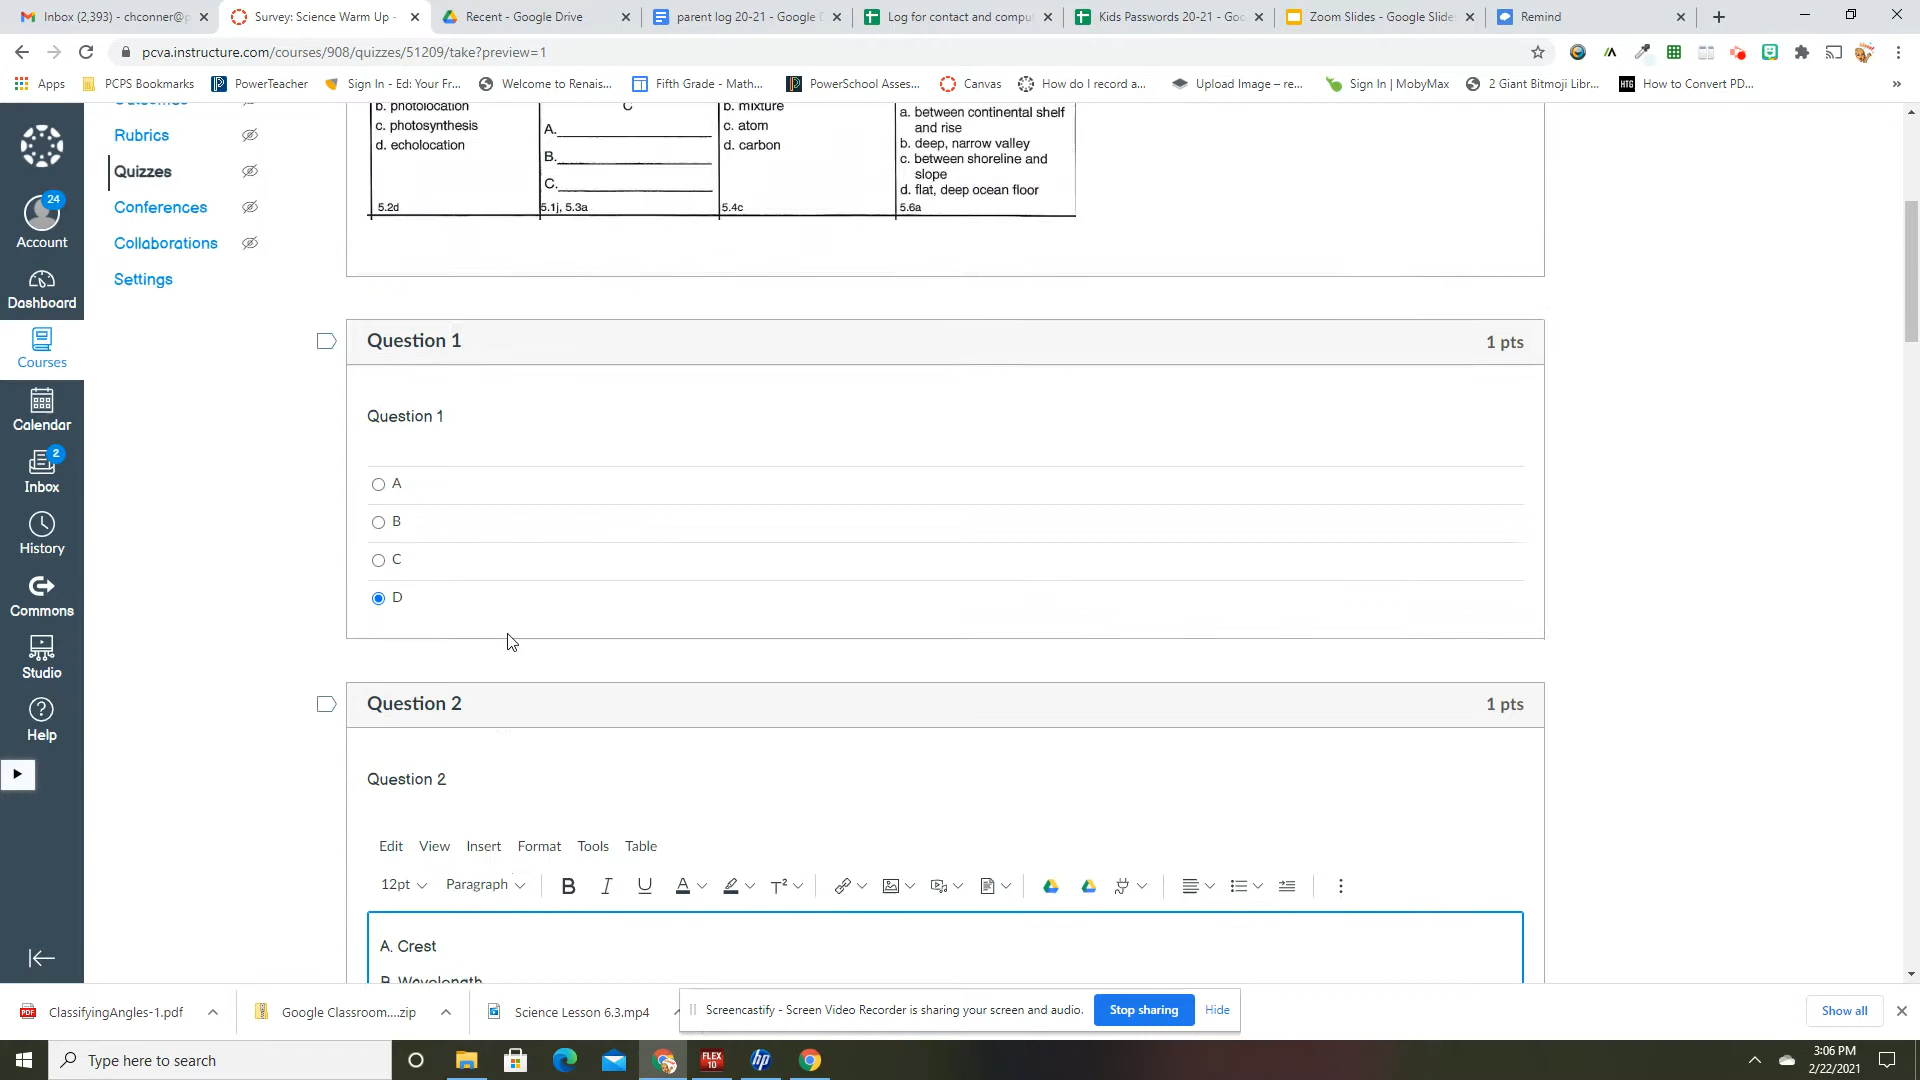 Inbox (2,393) - chconner@p
Survey: Science Warm Up -
Recent - Google Drive
parent log 20-21 - Google D
Log for contact and compu
Kids Passwords 20-21 - Goo
Zoom Slides - Google Slide
Remind
pcva.instructure.com/courses/908/quizzes/51209/take?preview=1
Apps
PCPS Bookmarks
PowerTeacher
Sign In - Ed: Your Fr...
Welcome to Renais...
Fifth Grade - Math...
PowerSchool Asses...
Canvas
How do I record a...
Upload Image – re...
Sign In | MobyMax
2 Giant Bitmoji Libr...
HTG How to Convert PD...
Outcomes
Rubrics
Quizzes
Conferences
Collaborations
Settings
24
Account
Dashboard
Courses
Calendar
2
Inbox
History
Commons
Studio
Help
b. photolocation
c. photosynthesis
d. echolocation
5.2d
C
A.
B.
C.
5.1j, 5.3a
b. mixture
c. atom
d. carbon
5.4c
a. between continental shelf
and rise
b. deep, narrow valley
c. between shoreline and
slope
d. flat, deep ocean floor
5.6a
Question 1
1 pts
Question 1
A
B
C
D
Question 2
1 pts
Question 2
Edit View Insert Format Tools Table
12pt Paragraph B I U A T²
A. Crest
B. Wavelength
ClassifyingAngles-1.pdf
Google Classroom....zip
Science Lesson 6.3.mp4
Screencastify - Screen Video Recorder is sharing your screen and audio.
Stop sharing
Hide
Show all
Type here to search
FLEX
10
hp
3:06 PM
2/22/2021